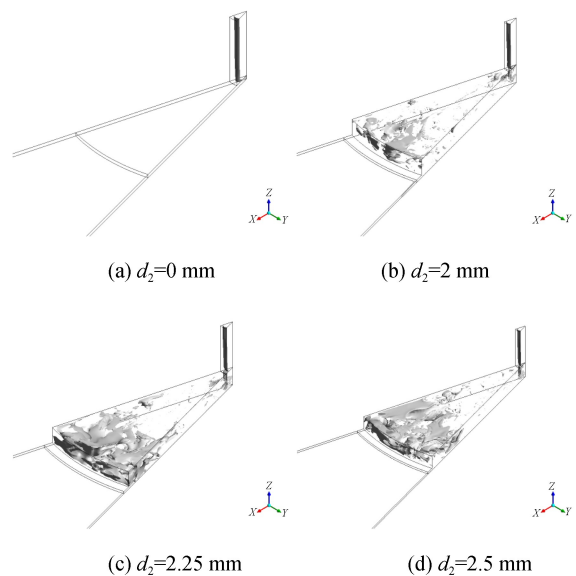 Z
X
Y
Z
X
Y
(a) d₂=0 mm
(b) d₂=2 mm
Z
X
Y
Z
X
Y
(c) d₂=2.25 mm
(d) d₂=2.5 mm